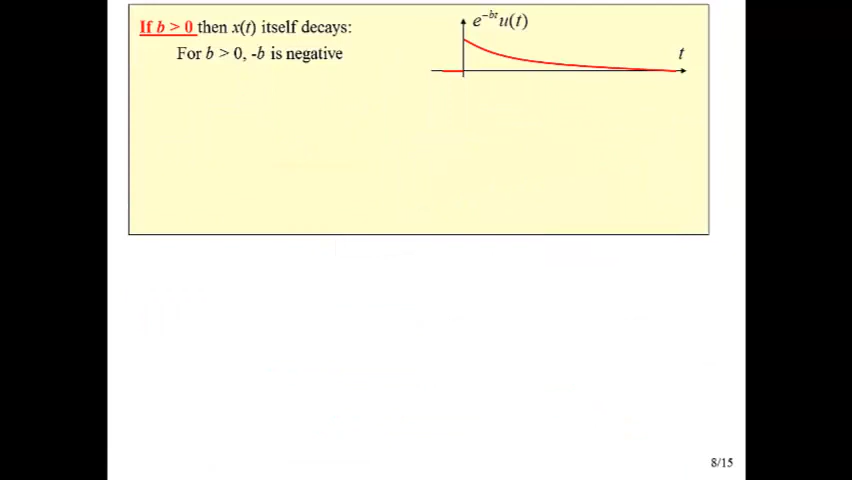 If b > 0 then x(t) itself decays:
For b > 0, -b is negative
e^{-bt}u(t)
t
8/15